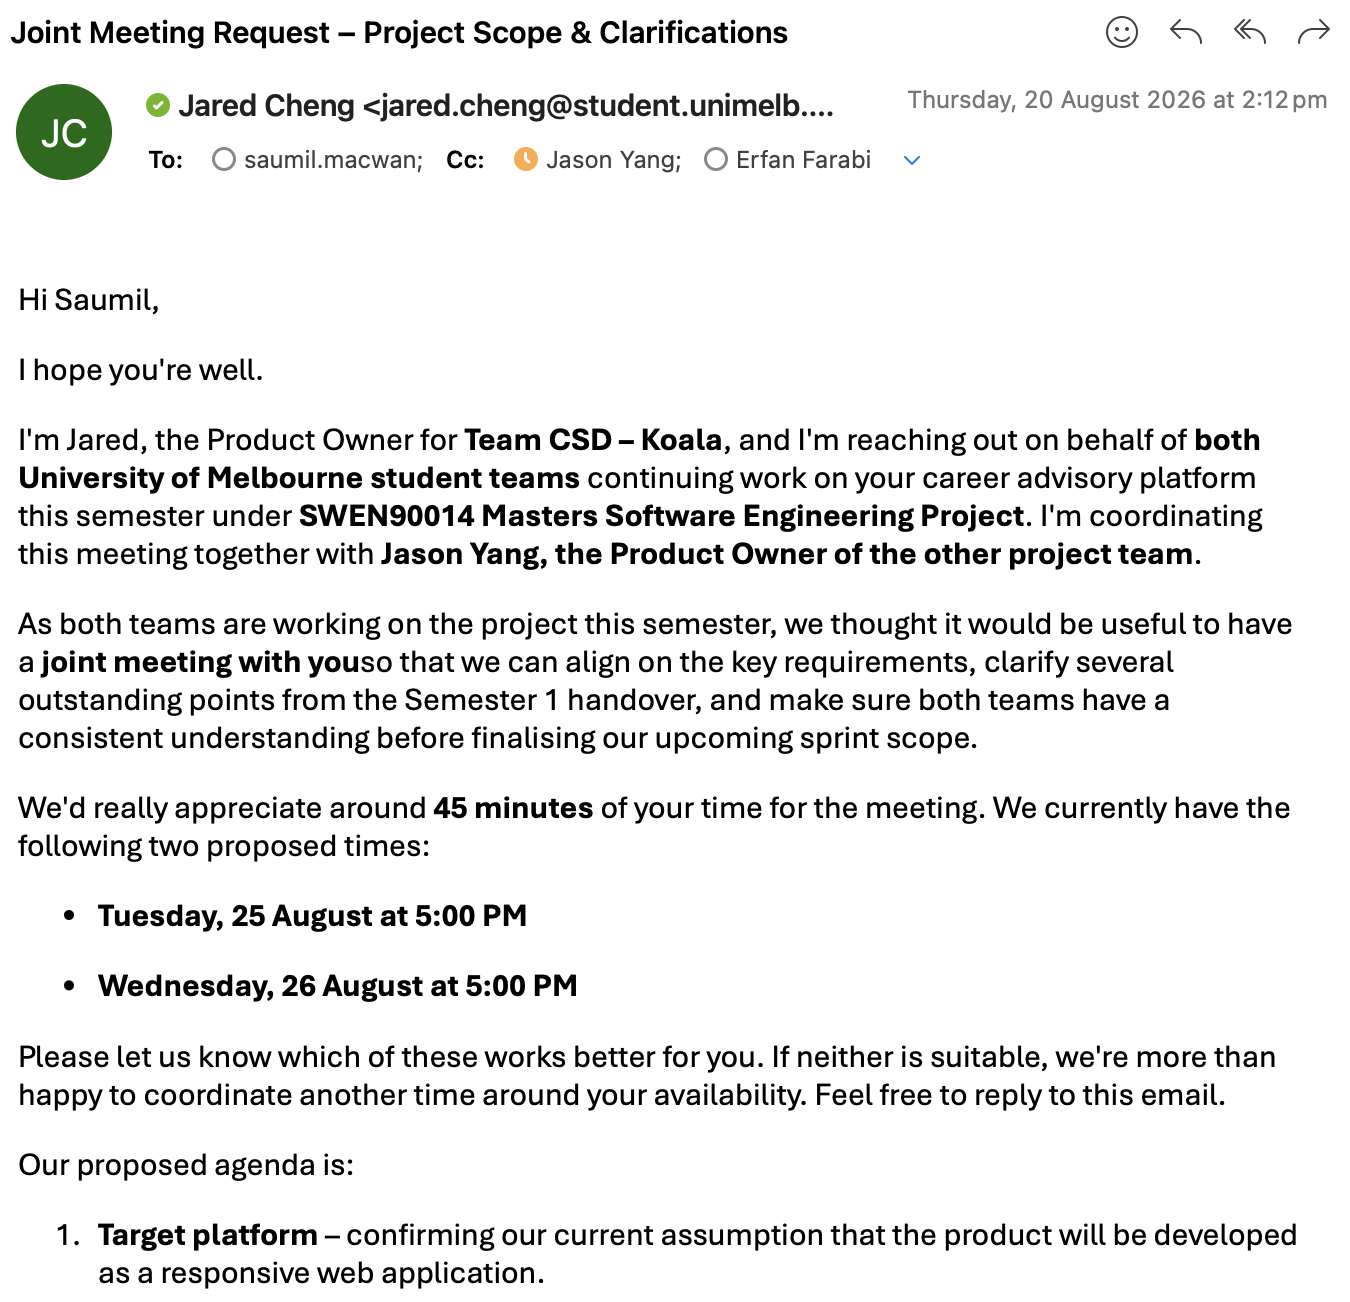 Joint Meeting Request – Project Scope & Clarifications
JC
Jared Cheng <jared.cheng@student.unimelb....
Thursday, 20 August 2026 at 2:12 pm
To: saumil.macwan; Cc: Jason Yang; Erfan Farabi
Hi Saumil,
I hope you're well.
I'm Jared, the Product Owner for Team CSD – Koala, and I'm reaching out on behalf of both
University of Melbourne student teams continuing work on your career advisory platform
this semester under SWEN90014 Masters Software Engineering Project. I'm coordinating
this meeting together with Jason Yang, the Product Owner of the other project team.
As both teams are working on the project this semester, we thought it would be useful to have
a joint meeting with youso that we can align on the key requirements, clarify several
outstanding points from the Semester 1 handover, and make sure both teams have a
consistent understanding before finalising our upcoming sprint scope.
We'd really appreciate around 45 minutes of your time for the meeting. We currently have the
following two proposed times:
• Tuesday, 25 August at 5:00 PM
• Wednesday, 26 August at 5:00 PM
Please let us know which of these works better for you. If neither is suitable, we're more than
happy to coordinate another time around your availability. Feel free to reply to this email.
Our proposed agenda is:
1. Target platform – confirming our current assumption that the product will be developed
as a responsive web application.